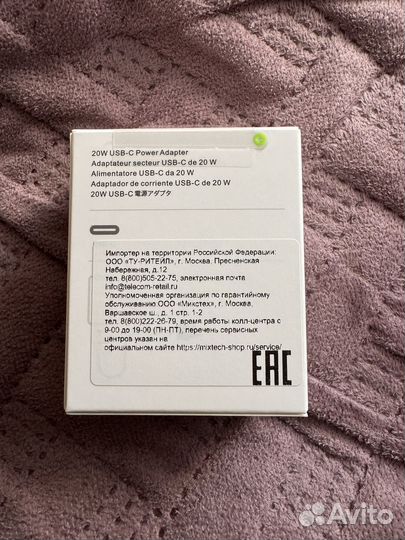 20W USB-C Power Adapter
Adaptateur secteur USB-C de 20 W
Alimentatore USB-C da 20 W
Adaptador de corriente USB-C de 20 W
20W USB-C電源アダプタ
Импортер на территории Российской Федерации:
ООО «ТУ-РИТЕЙЛ», г. Москва, Пресненская
Набережная, д.12
тел. 8(800)505-22-75, электронная почта
info@telecom-retail.ru
Уполномоченная организация по гарантийному
обслуживанию ООО «Микстех», г. Москва,
Варшавское ш., д. 1 стр. 1-2
тел. 8(800)222-26-79, время работы колл-центра с
9-00 до 19-00 (ПН-ПТ), перечень сервисных
центров указан на
официальном сайте https://mixtech-shop.ru/service/
EAC
Avito